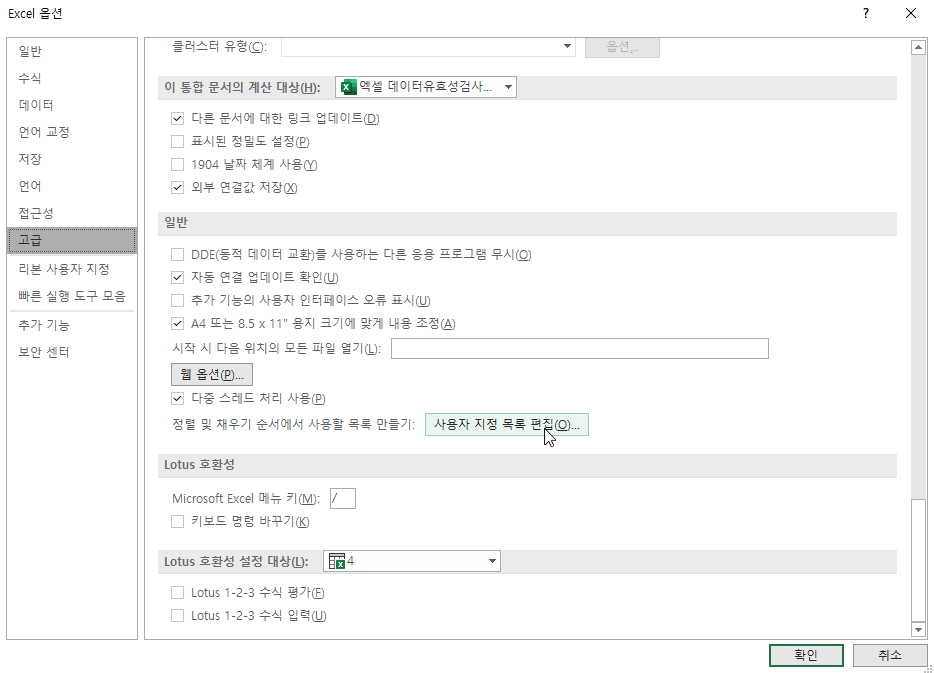 Excel 옵션
?
일반
수식
데이터
언어 교정
저장
언어
접근성
고급
리본 사용자 지정
빠른 실행 도구 모음
추가 기능
보안 센터
클러스터 유형(C):
옵션...
이 통합 문서의 계산 대상(H): 엑셀 데이터유효성검사...
다른 문서에 대한 링크 업데이트(D)
표시된 정밀도 설정(P)
1904 날짜 체계 사용(Y)
외부 연결값 저장(X)
일반
DDE(동적 데이터 교환)를 사용하는 다른 응용 프로그램 무시(O)
자동 연결 업데이트 확인(U)
추가 기능의 사용자 인터페이스 오류 표시(U)
A4 또는 8.5 x 11" 용지 크기에 맞게 내용 조정(A)
시작 시 다음 위치의 모든 파일 열기(L):
웹 옵션(P)...
다중 스레드 처리 사용(P)
정렬 및 채우기 순서에서 사용할 목록 만들기: 사용자 지정 목록 편집(O)...
Lotus 호환성
Microsoft Excel 메뉴 키(M): /
키보드 명령 바꾸기(K)
Lotus 호환성 설정 대상(L): 4
Lotus 1-2-3 수식 평가(F)
Lotus 1-2-3 수식 입력(U)
확인
취소